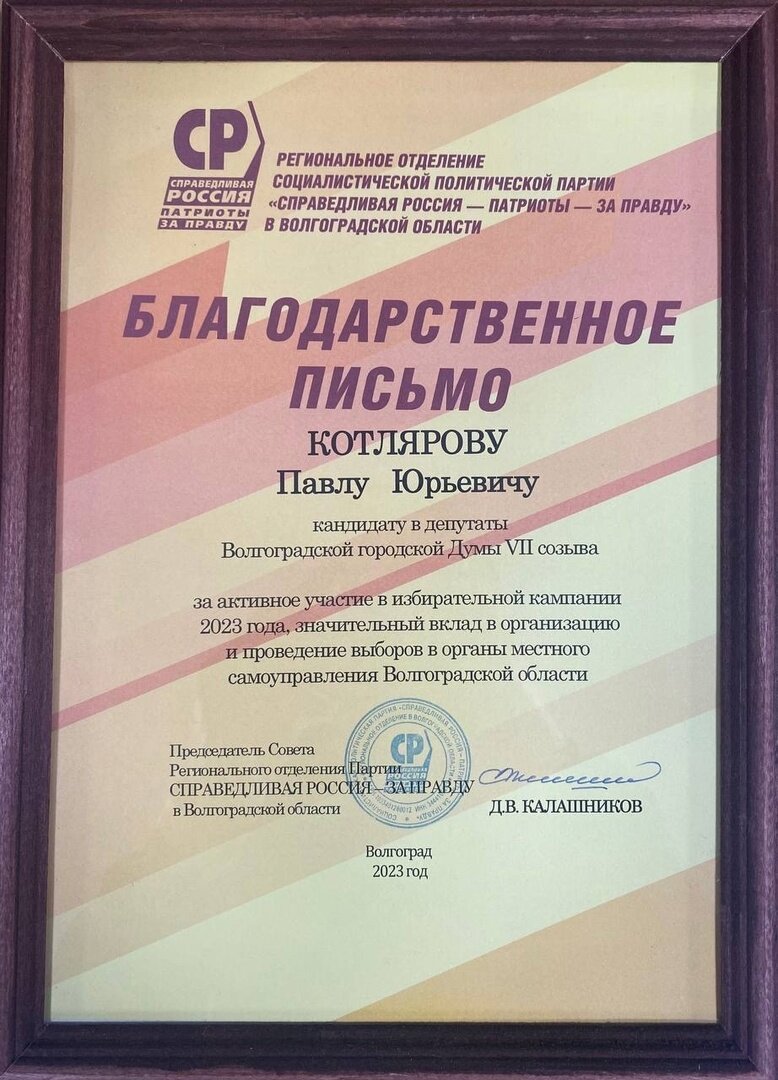 СР
СПРАВЕДЛИВАЯ
РОССИЯ
ПАТРИОТЫ
ЗА ПРАВДУ
РЕГИОНАЛЬНОЕ ОТДЕЛЕНИЕ
СОЦИАЛИСТИЧЕСКОЙ ПОЛИТИЧЕСКОЙ ПАРТИИ
«СПРАВЕДЛИВАЯ РОССИЯ — ПАТРИОТЫ — ЗА ПРАВДУ»
В ВОЛГОГРАДСКОЙ ОБЛАСТИ
БЛАГОДАРСТВЕННОЕ
ПИСЬМО
КОТЛЯРОВУ
Павлу Юрьевичу
кандидату в депутаты
Волгоградской городской Думы VII созыва
за активное участие в избирательной кампании
2023 года, значительный вклад в организацию
и проведение выборов в органы местного
самоуправления Волгоградской области
Председатель Совета
Регионального отделения Партии
СПРАВЕДЛИВАЯ РОССИЯ – ЗА ПРАВДУ
в Волгоградской области
Д.В. КАЛАШНИКОВ
СР
СПРАВЕДЛИВАЯ
РОССИЯ
Волгоград
2023 год